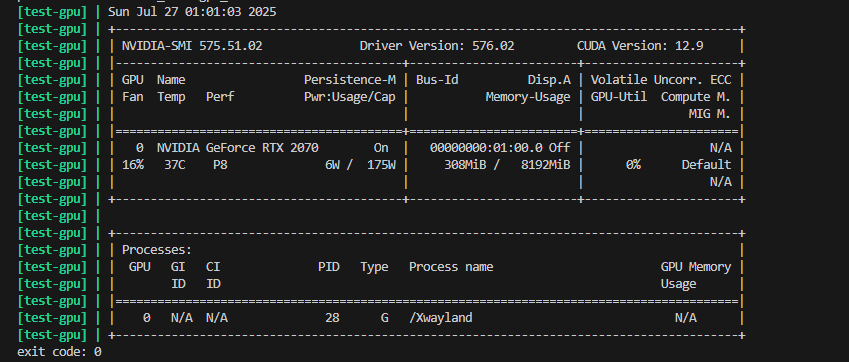 [test-gpu] | Sun Jul 27 01:01:03 2025
[test-gpu] | +-----------------------------------------------------------------------------------------+
[test-gpu] | | NVIDIA-SMI 575.51.02              Driver Version: 576.02         CUDA Version: 12.9     |
[test-gpu] | |-----------------------------------------+------------------------+----------------------+
[test-gpu] | | GPU  Name                 Persistence-M | Bus-Id          Disp.A | Volatile Uncorr. ECC |
[test-gpu] | | Fan  Temp   Perf          Pwr:Usage/Cap |           Memory-Usage | GPU-Util  Compute M. |
[test-gpu] | |                                         |                        |               MIG M. |
[test-gpu] | |=========================================+========================+======================|
[test-gpu] | |   0  NVIDIA GeForce RTX 2070        On  |   00000000:01:00.0 Off |                  N/A |
[test-gpu] | | 16%   37C    P8              6W /  175W |     308MiB /   8192MiB |      0%      Default |
[test-gpu] | |                                         |                        |                  N/A |
[test-gpu] | +-----------------------------------------+------------------------+----------------------+
[test-gpu] |
[test-gpu] | +-----------------------------------------------------------------------------------------+
[test-gpu] | | Processes:                                                                              |
[test-gpu] | |  GPU   GI   CI              PID   Type   Process name                        GPU Memory |
[test-gpu] | |        ID   ID                                                               Usage      |
[test-gpu] | |=========================================================================================|
[test-gpu] | |    0   N/A  N/A              28      G   /Xwayland                             N/A      |
[test-gpu] | +-----------------------------------------------------------------------------------------+
exit code: 0